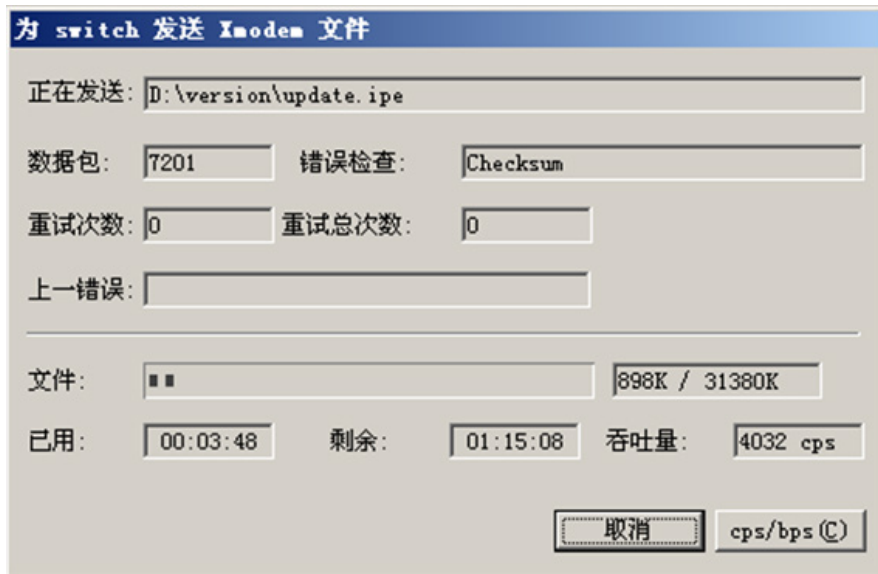 为 switch 发送 Xmodem 文件
正在发送: D:\version\update.ipe
数据包: 7201 错误检查: Checksum
重试次数: 0 重试总次数: 0
上一错误:
文件: 898K / 31380K
已用: 00:03:48 剩余: 01:15:08 吞吐量: 4032 cps
取消 cps/bps(C)